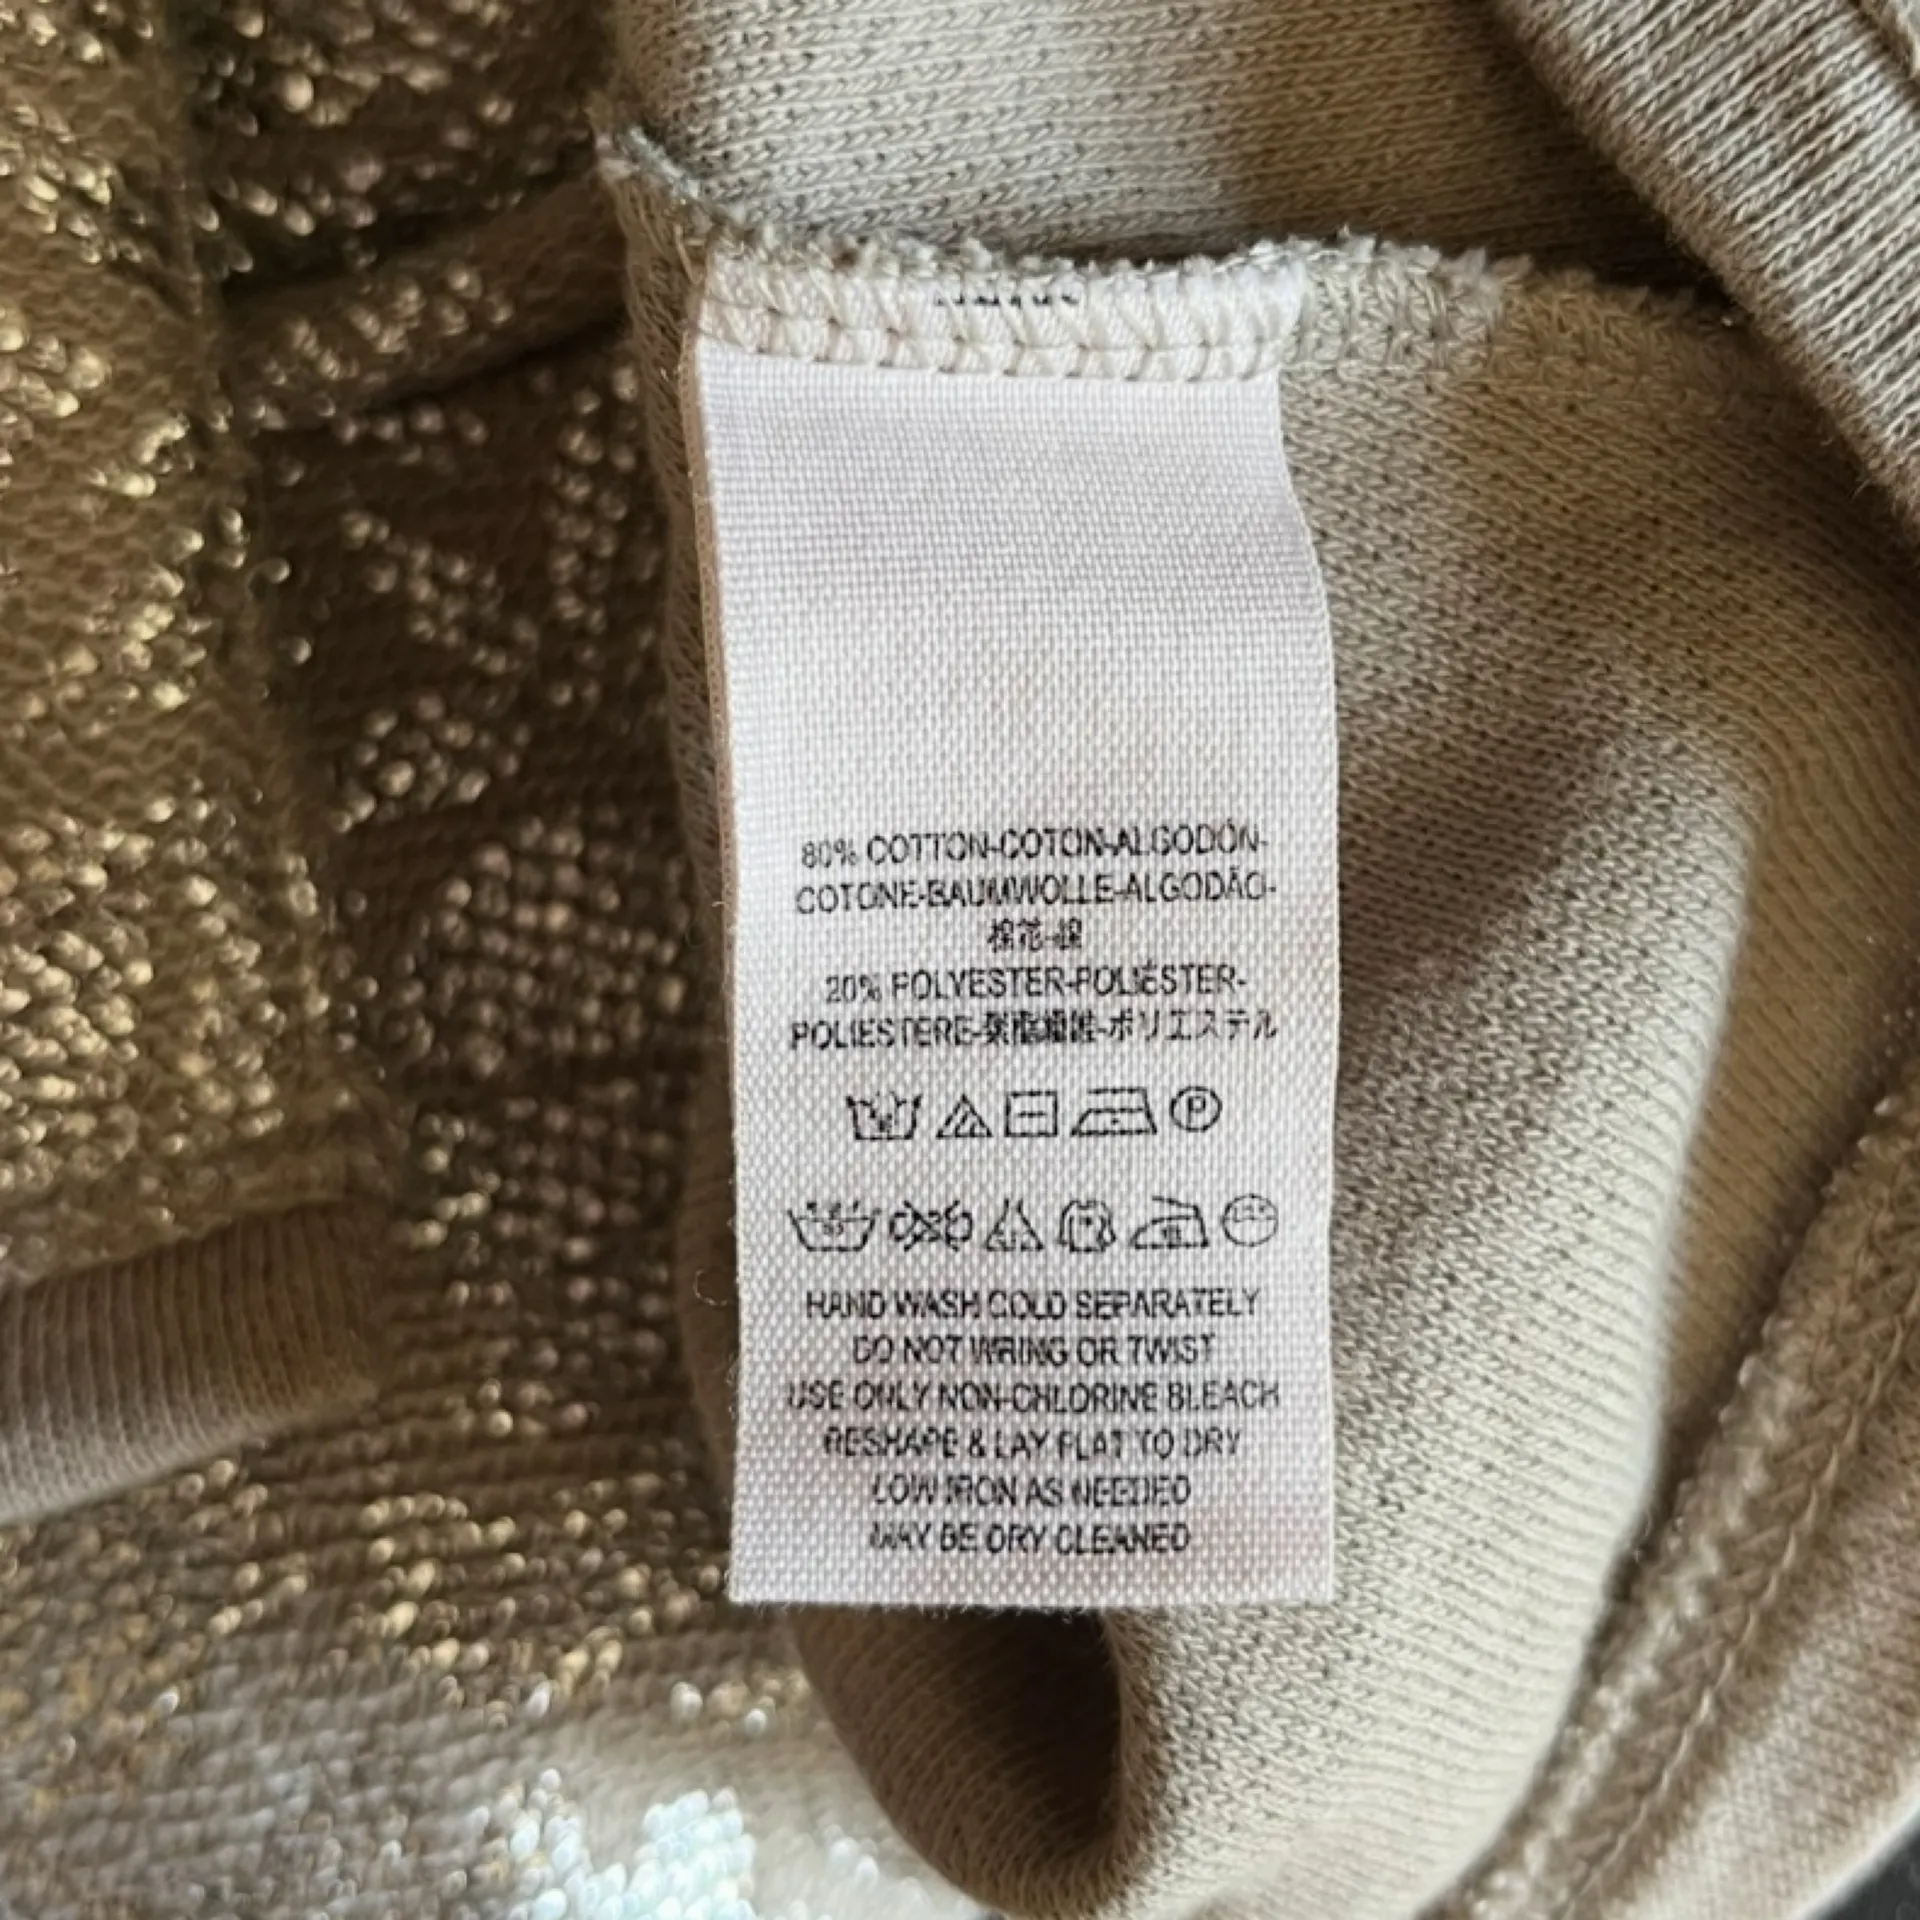 80% COTTON-COTON-ALGODÓN-
COTONE-BAUMWOLLE-ALGODÃO-
棉花-綿
20% POLYESTER-POLIÉSTER-
POLIESTERE-聚酯纖維-ポリエステル
P
HAND WASH COLD SEPARATELY
DO NOT WRING OR TWIST
USE ONLY NON-CHLORINE BLEACH
RESHAPE & LAY FLAT TO DRY
LOW IRON AS NEEDED
MAY BE DRY CLEANED